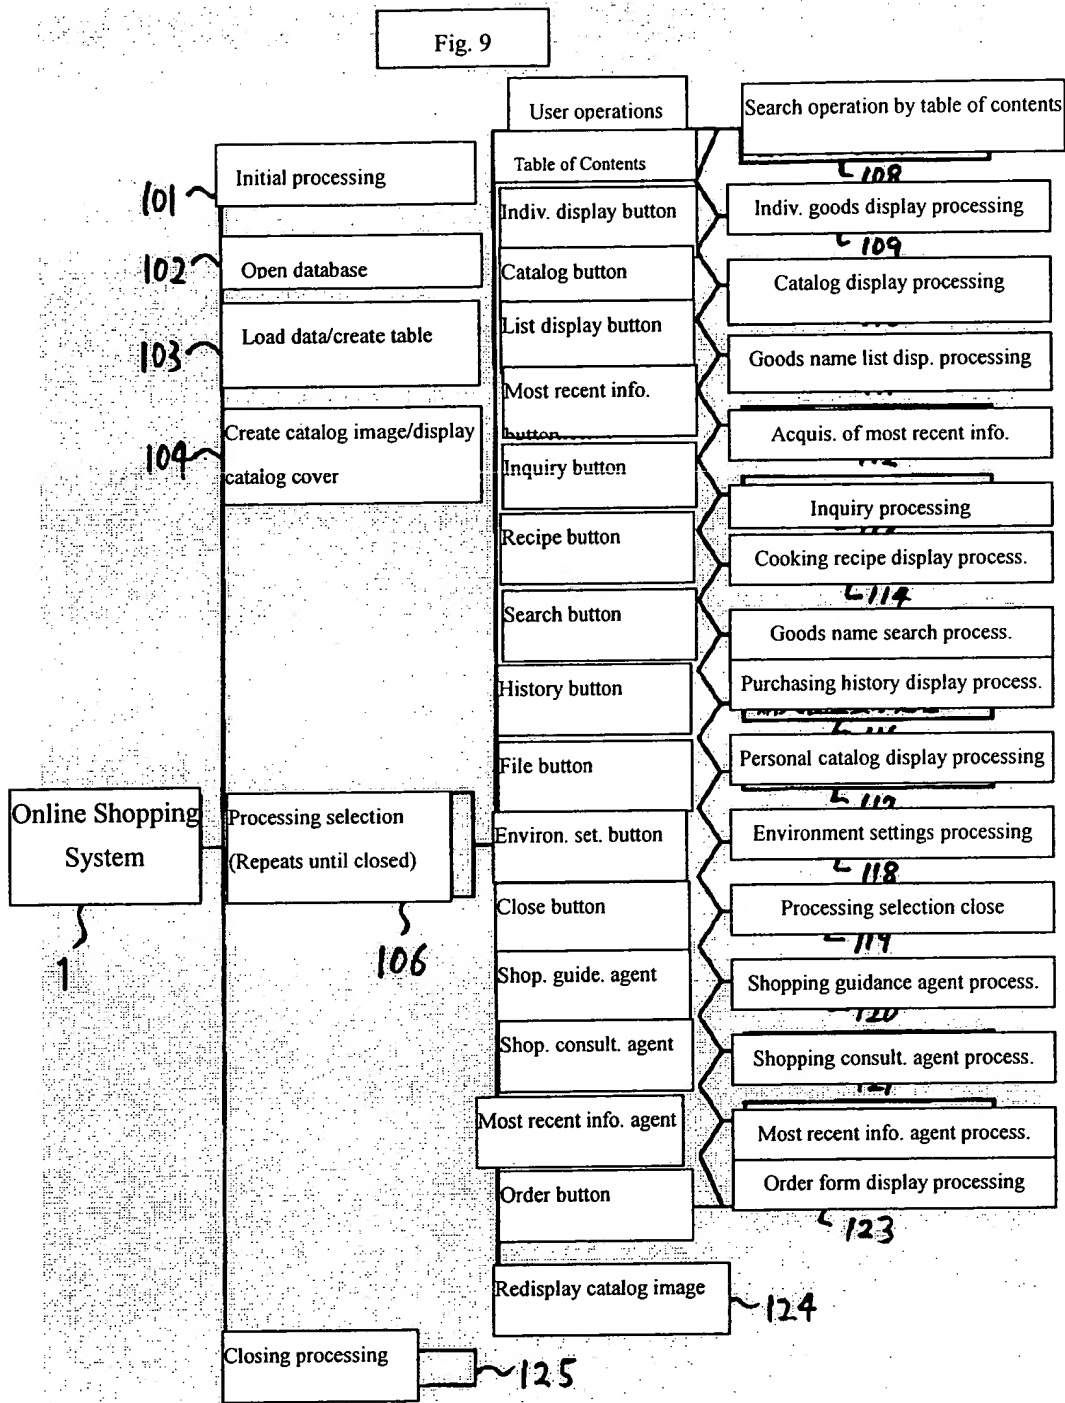 Fig. 9
User operations
Search operation by table of contents
Table of Contents
108
Initial processing
101
Indiv. display button
Indiv. goods display processing
109
Open database
102
Catalog button
Catalog display processing
Load data/create table
103
List display button
Goods name list disp. processing
Most recent info.
button
Acquis. of most recent info.
112
Create catalog image/display
catalog cover
104
Inquiry button
Inquiry processing
Recipe button
Cooking recipe display process.
114
Search button
Goods name search process.
History button
Purchasing history display process.
File button
Personal catalog display processing
117
Online Shopping
System
1
Processing selection
(Repeats until closed)
106
Environ. set. button
Environment settings processing
118
Close button
Processing selection close
119
Shop. guide. agent
Shopping guidance agent process.
120
Shop. consult. agent
Shopping consult. agent process.
121
Most recent info. agent
Most recent info. agent process.
Order button
Order form display processing
123
Redisplay catalog image
124
Closing processing
125